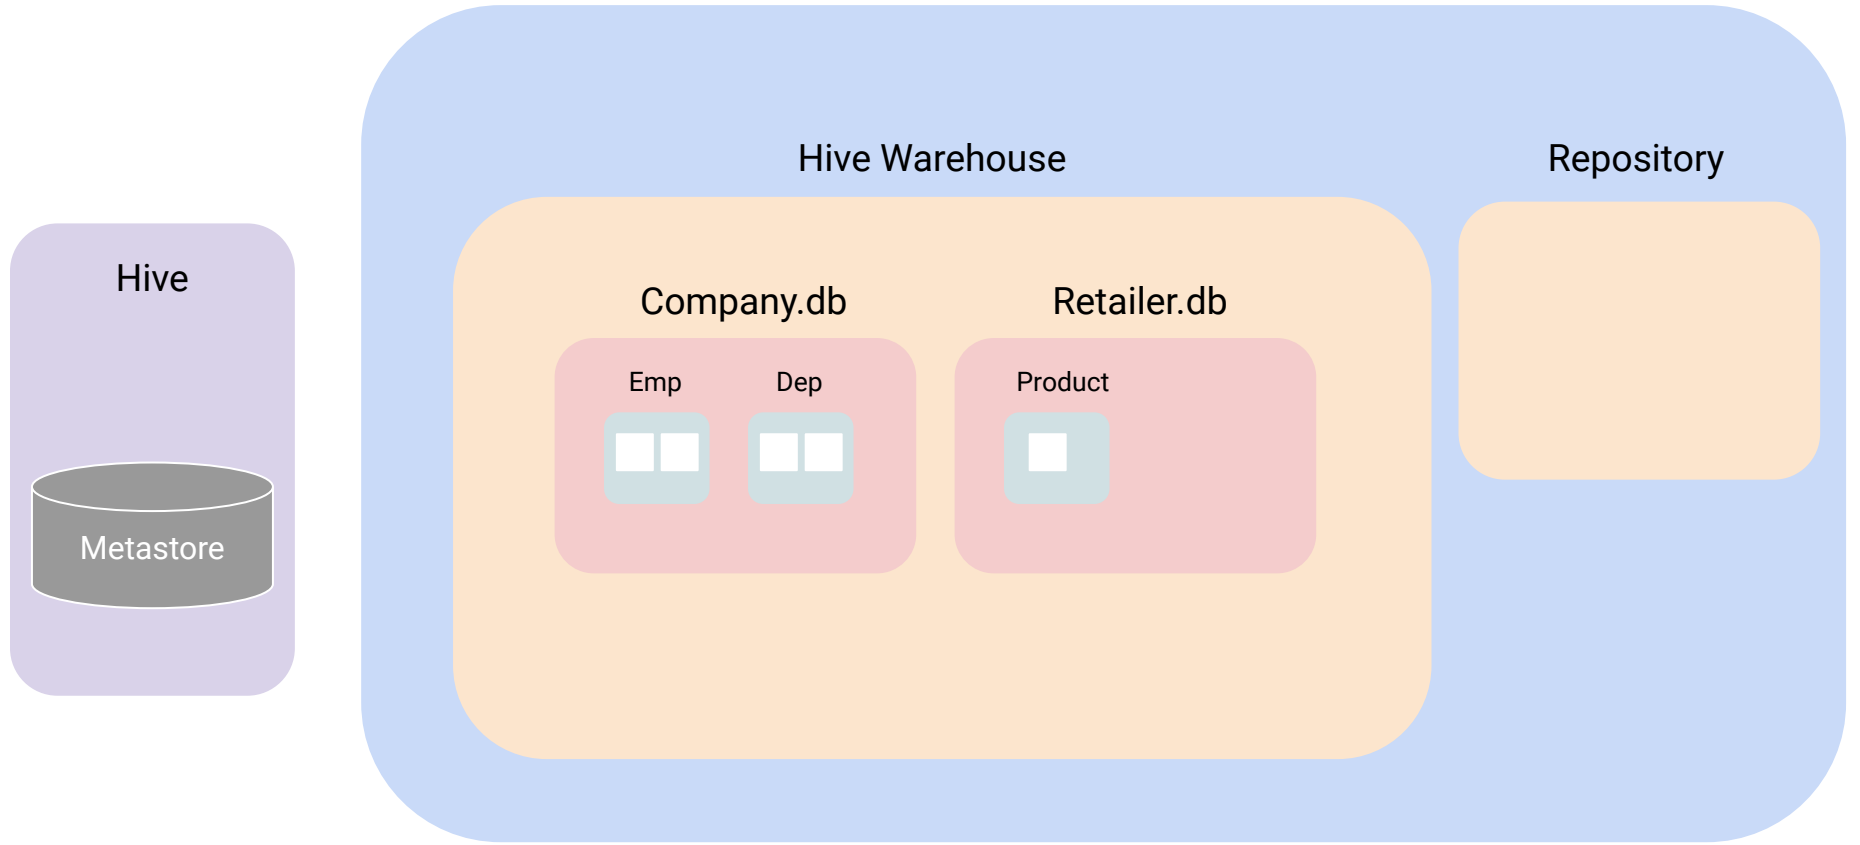 Hive Warehouse
Repository
Hive
Company.db
Retailer.db
Emp
Dep
Product
Metastore